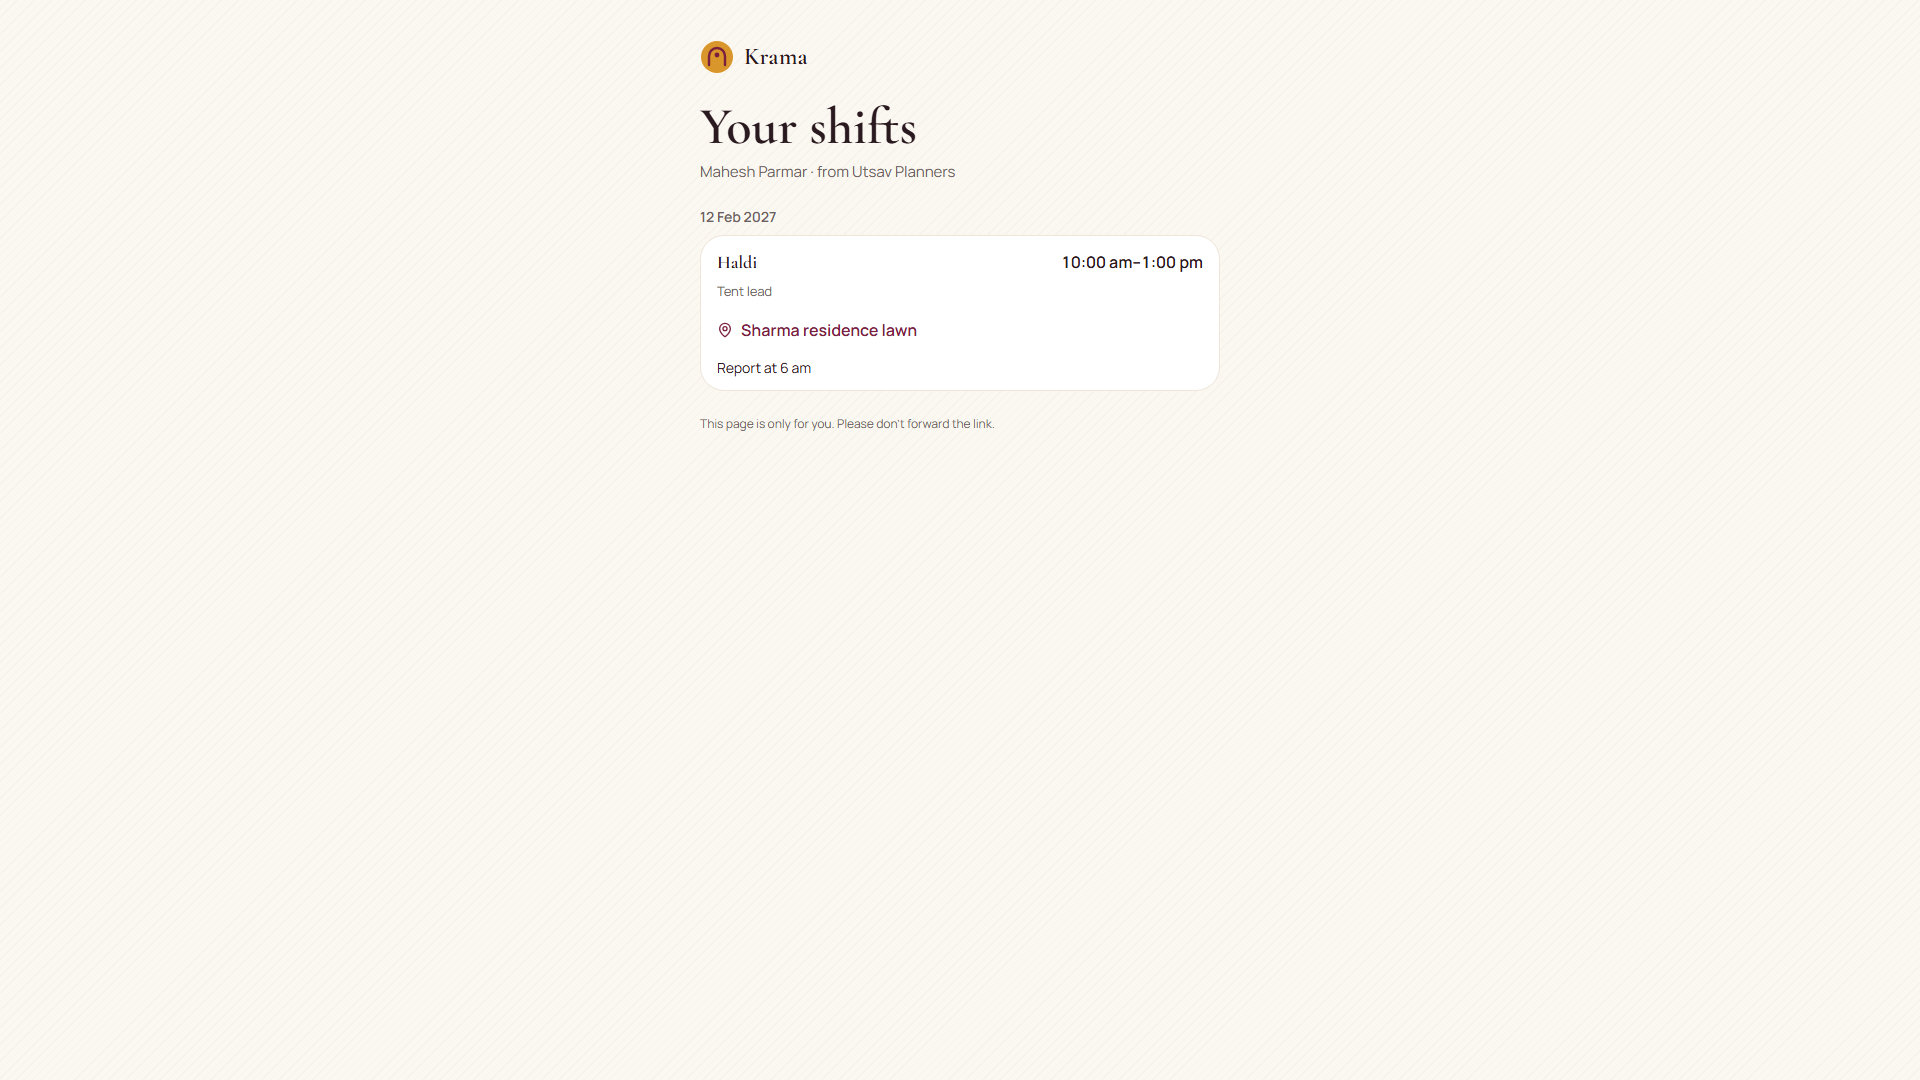 Krama
Your shifts
Mahesh Parmar · from Utsav Planners
12 Feb 2027
Haldi
10:00 am–1:00 pm
Tent lead
Sharma residence lawn
Report at 6 am
This page is only for you. Please don't forward the link.